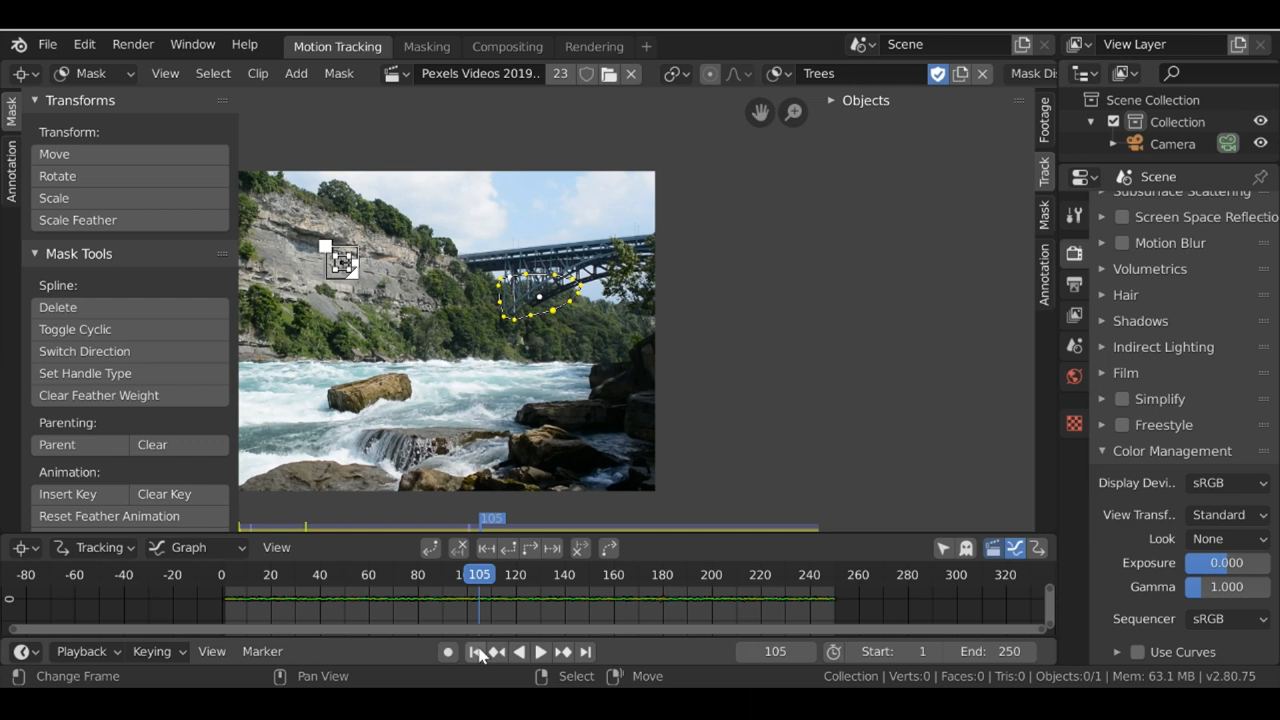 File Edit Render Window Help Motion Tracking Masking Compositing Rendering + Scene View Layer
Mask View Select Clip Add Mask Pexels Videos 2019.. 23 Trees Mask Di
Transforms
Objects
Scene Collection
Collection
Camera
Mask
Annotation
Transform:
Move
Rotate
Scale
Scale Feather
Mask Tools
Spline:
Delete
Toggle Cyclic
Switch Direction
Set Handle Type
Clear Feather Weight
Parenting:
Parent Clear
Animation:
Insert Key Clear Key
Reset Feather Animation
105
Footage
Track
Mask
Annotation
Scene
Subsurface Scattering
Screen Space Reflectio
Motion Blur
Volumetrics
Hair
Shadows
Indirect Lighting
Film
Simplify
Freestyle
Color Management
Display Devi.. sRGB
View Transf.. Standard
Look None
Exposure 0.000
Gamma 1.000
Sequencer sRGB
Use Curves
Tracking Graph View
-80 -60 -40 -20 0 20 40 60 80 1 105 120 140 160 180 200 220 240 260 280 300 320
0
Playback Keying View Marker 105 Start: 1 End: 250
Change Frame Pan View Select Move Collection | Verts:0 | Faces:0 | Tris:0 | Objects:0/1 | Mem: 63.1 MB | v2.80.75